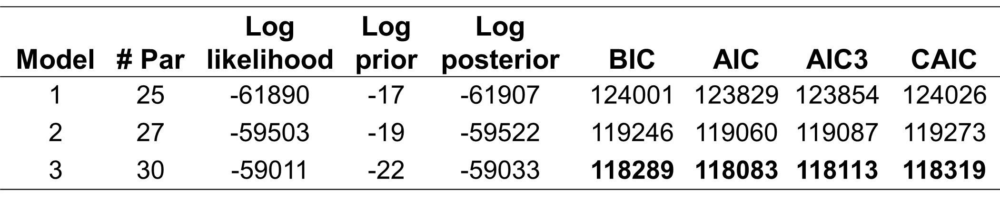 Model # Par Log likelihood Log prior Log posterior BIC AIC AIC3 CAIC
1 25 -61890 -17 -61907 124001 123829 123854 124026
2 27 -59503 -19 -59522 119246 119060 119087 119273
3 30 -59011 -22 -59033 118289 118083 118113 118319